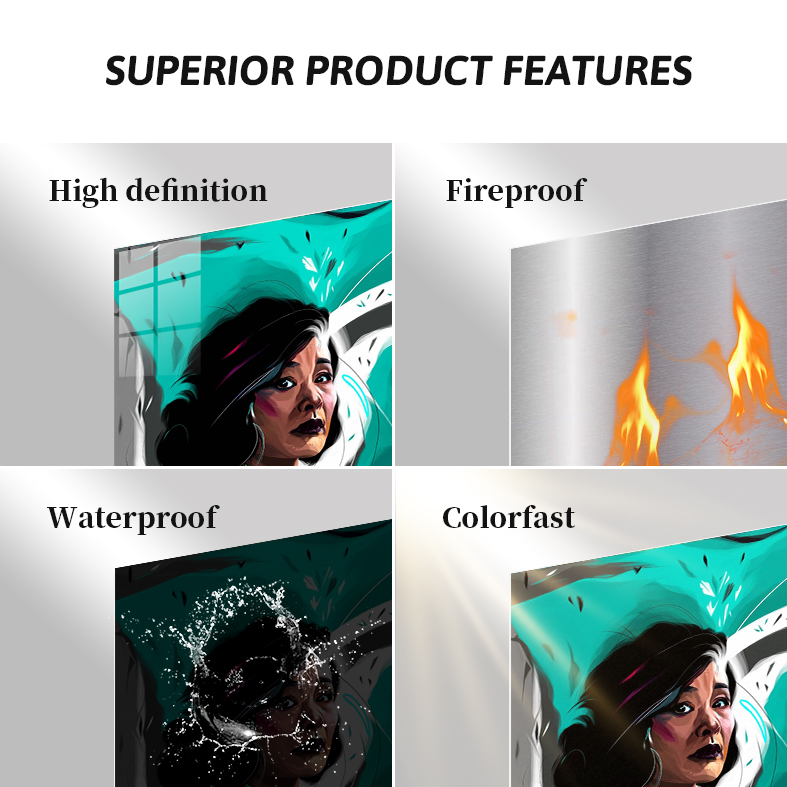 SUPERIOR PRODUCT FEATURES
High definition
Fireproof
Waterproof
Colorfast